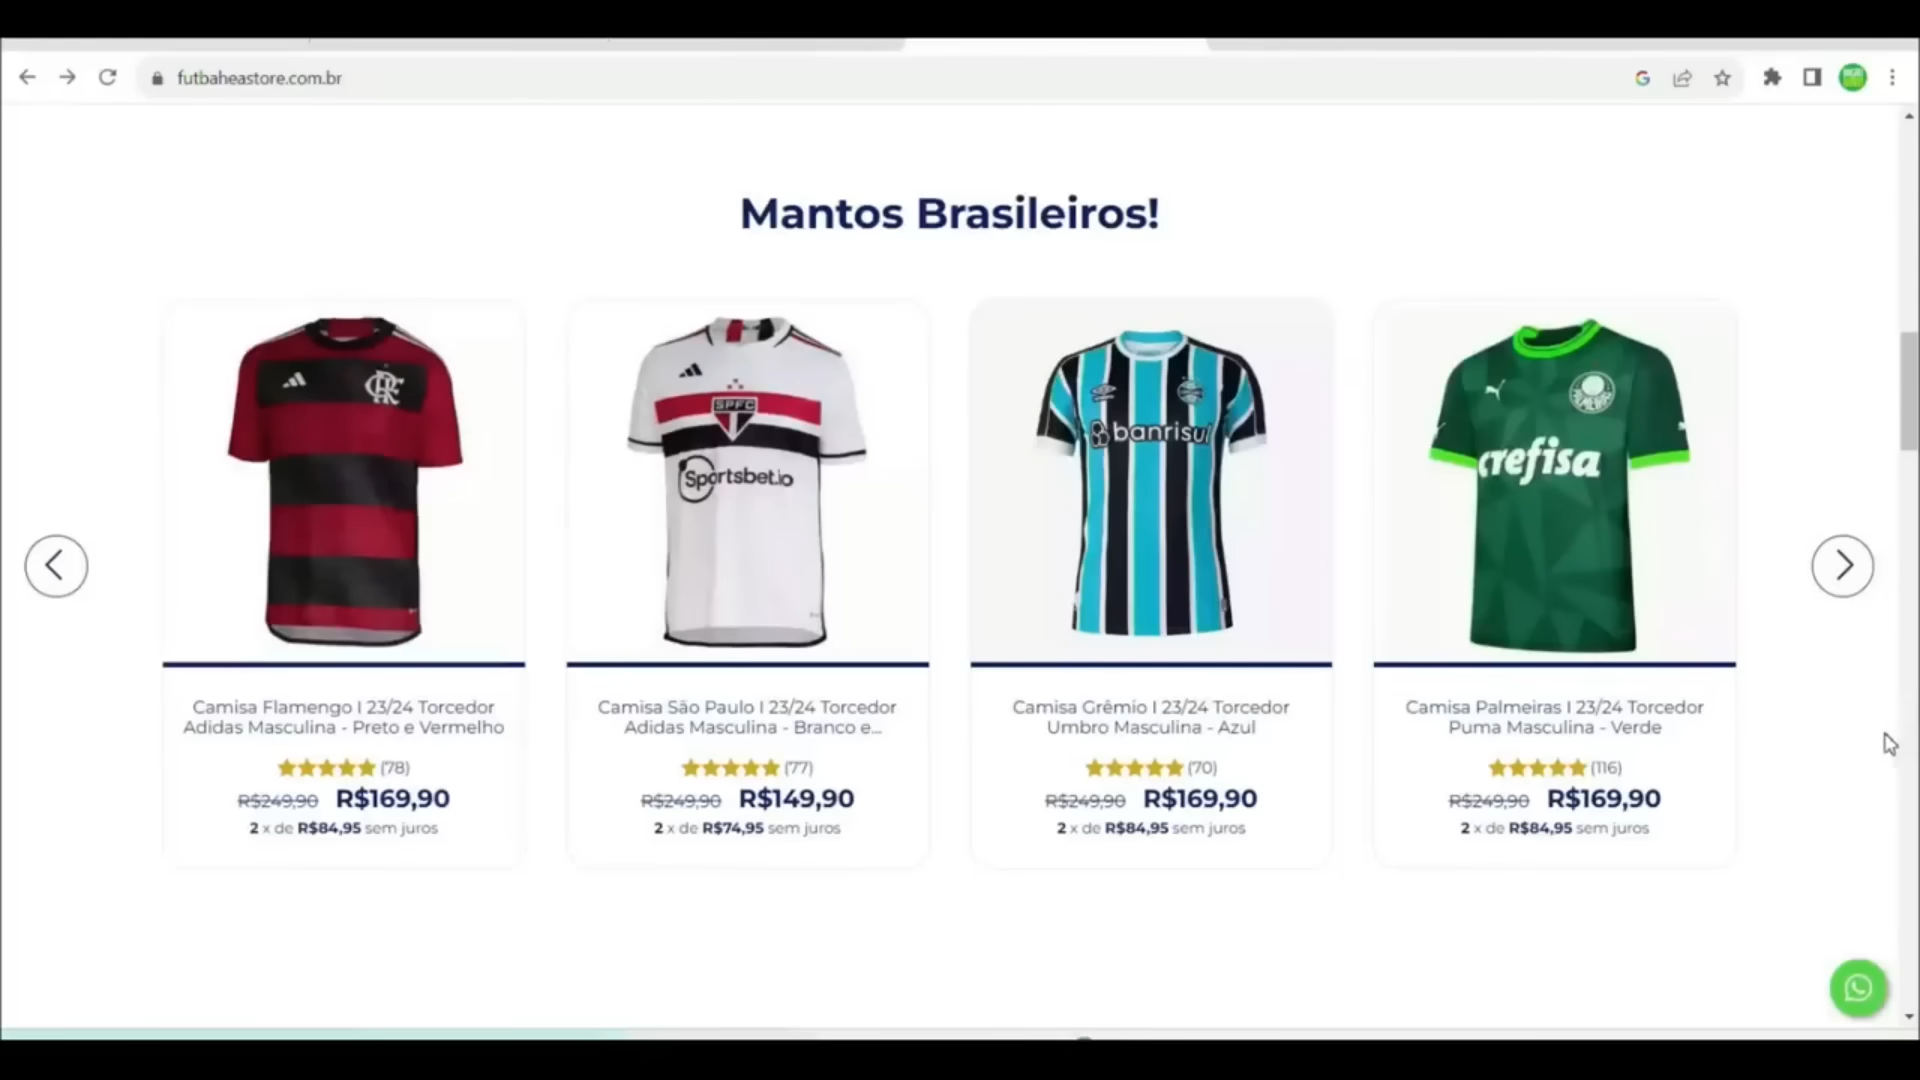 futbaheastore.com.br
Mantos Brasileiros!
SPFC
Sportsbet.io
banrisul
crefisa
Camisa Flamengo I 23/24 Torcedor
Adidas Masculina - Preto e Vermelho
(78)
R$249,90 R$169,90
2 x de R$84,95 sem juros
Camisa São Paulo I 23/24 Torcedor
Adidas Masculina - Branco e...
(77)
R$249,90 R$149,90
2 x de R$74,95 sem juros
Camisa Grêmio I 23/24 Torcedor
Umbro Masculina - Azul
(70)
R$249,90 R$169,90
2 x de R$84,95 sem juros
Camisa Palmeiras I 23/24 Torcedor
Puma Masculina - Verde
(116)
R$249,90 R$169,90
2 x de R$84,95 sem juros